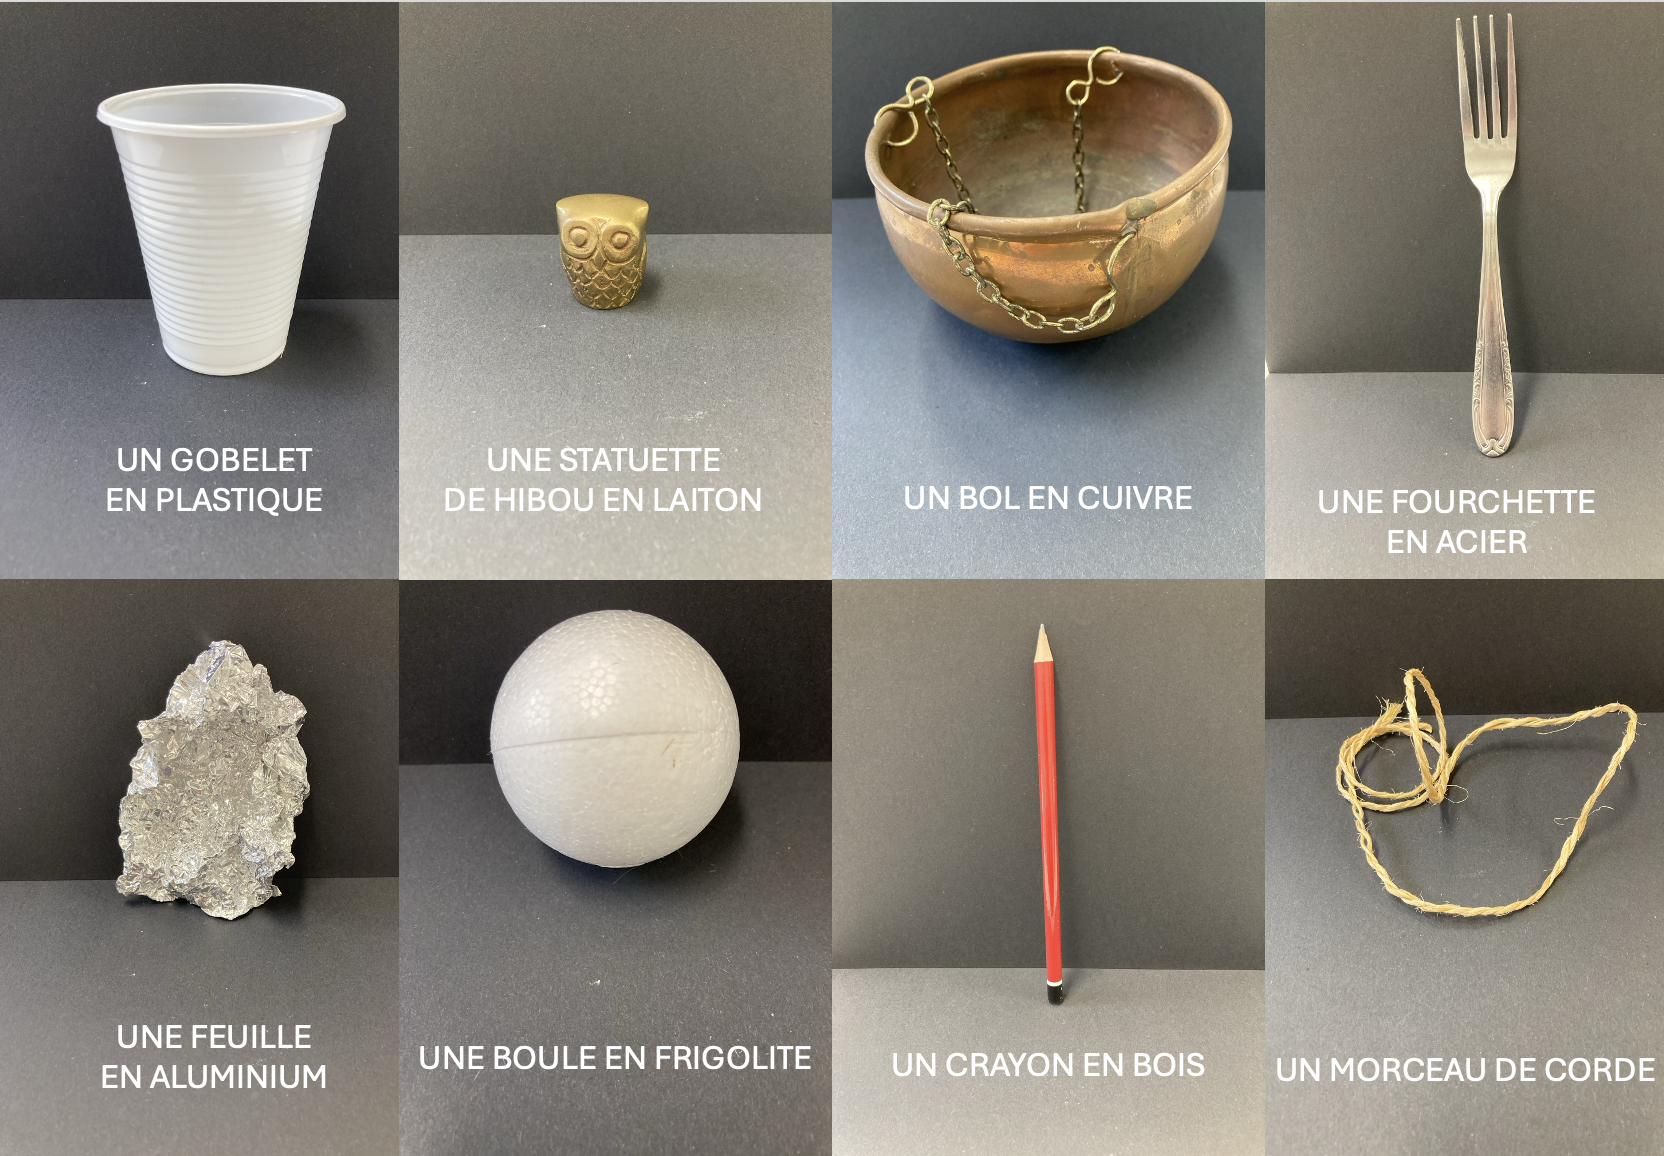 UN GOBELET
EN PLASTIQUE
UNE STATUETTE
DE HIBOU EN LAITON
UN BOL EN CUIVRE
UNE FOURCHETTE
EN ACIER
UNE FEUILLE
EN ALUMINIUM
UNE BOULE EN FRIGOLITE
UN CRAYON EN BOIS
UN MORCEAU DE CORDE